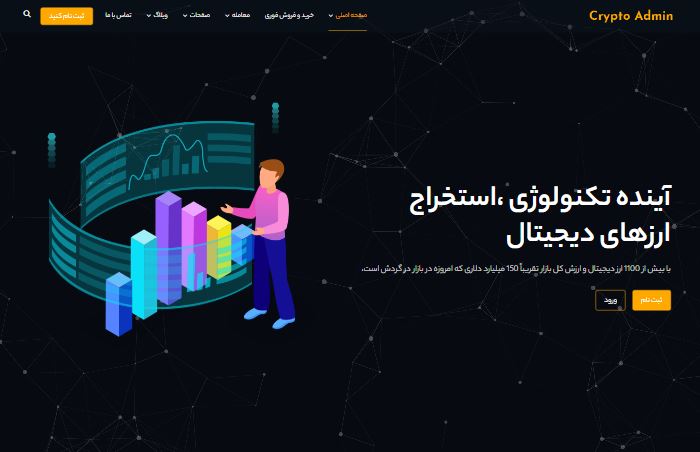 Crypto Admin
صفحه اصلی
خرید و فروش فوری
معامله
صفحات
وبلاگ
تماس با ما
ثبت نام کنید
آینده تکنولوژی ،استخراج
ارزهای دیجیتال
با بیش از 1100 ارز دیجیتال و ارزش کل بازار تقریباً 150 میلیارد دلاری که امروزه در بازار در گردش است،
ثبت نام
ورود